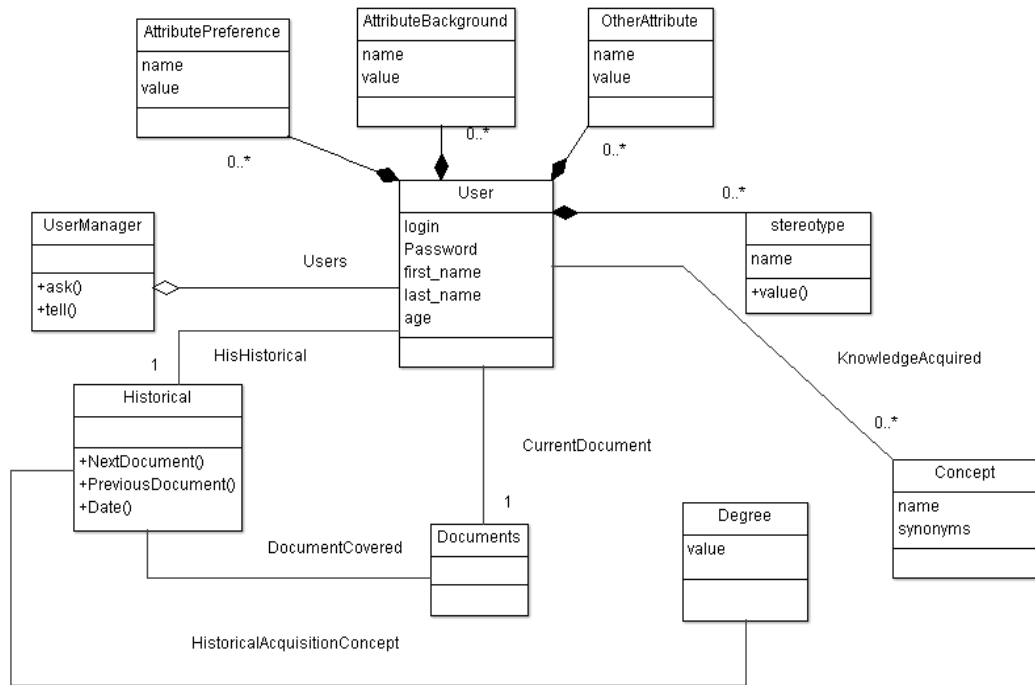 AttributePreference
name
value
AttributeBackground
name
value
OtherAttribute
name
value
0..*
0..*
0..*
User
login
Password
first_name
last_name
age
0..*
stereotype
name
+value()
UserManager
+ask()
+tell()
Users
HisHistorical
1
KnowledgeAcquired
0..*
Historical
+NextDocument()
+PreviousDocument()
+Date()
CurrentDocument
1
Concept
name
synonyms
Degree
value
DocumentCovered
Documents
HistoricalAcquisitionConcept